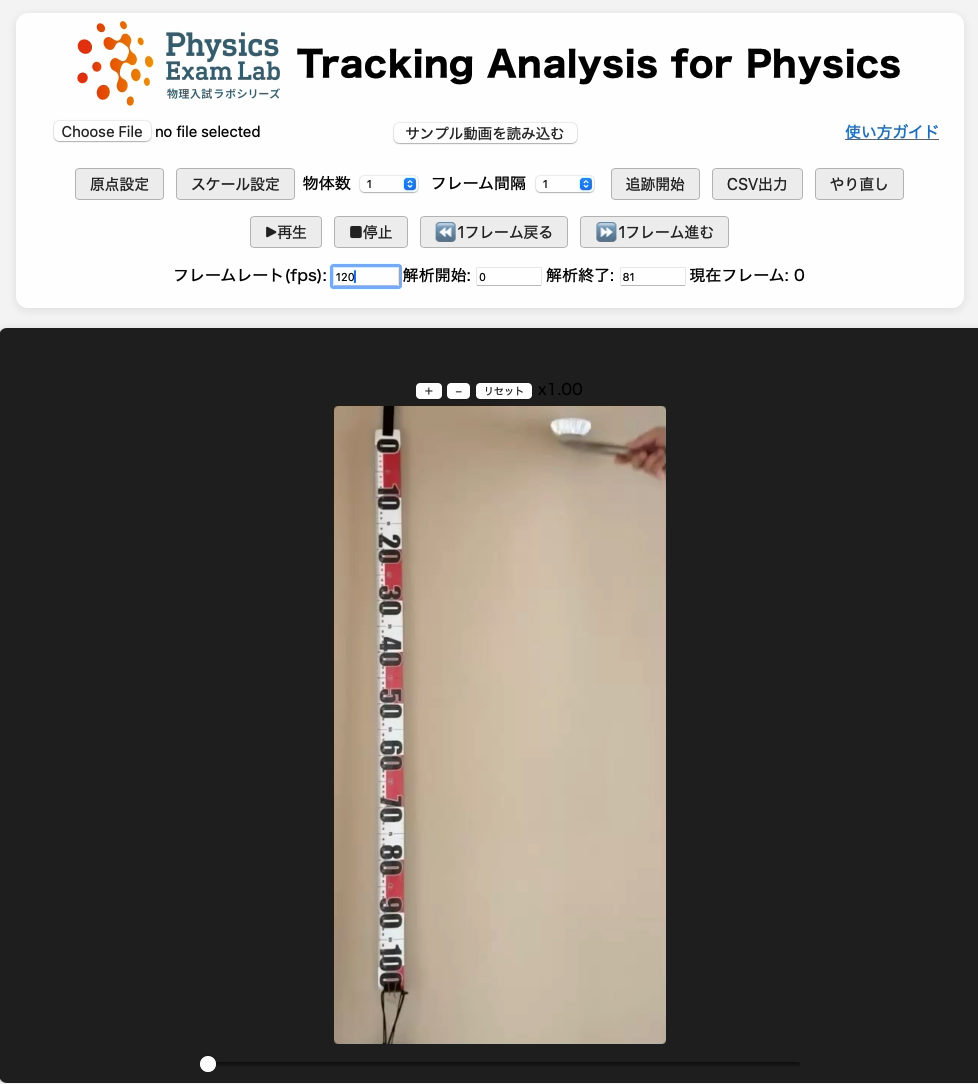 Physics
Exam Lab
物理入試ラボシリーズ
Tracking Analysis for Physics
Choose File no file selected
サンプル動画を読み込む
使い方ガイド
原点設定 スケール設定 物体数 1 フレーム間隔 1 追跡開始 CSV出力 やり直し
▶再生 ■停止 ⏪1フレーム戻る ⏩1フレーム進む
フレームレート(fps): 120 解析開始: 0 解析終了: 81 現在フレーム: 0
+ − リセット x1.00
0
10
20
30
40
50
60
70
80
90
100